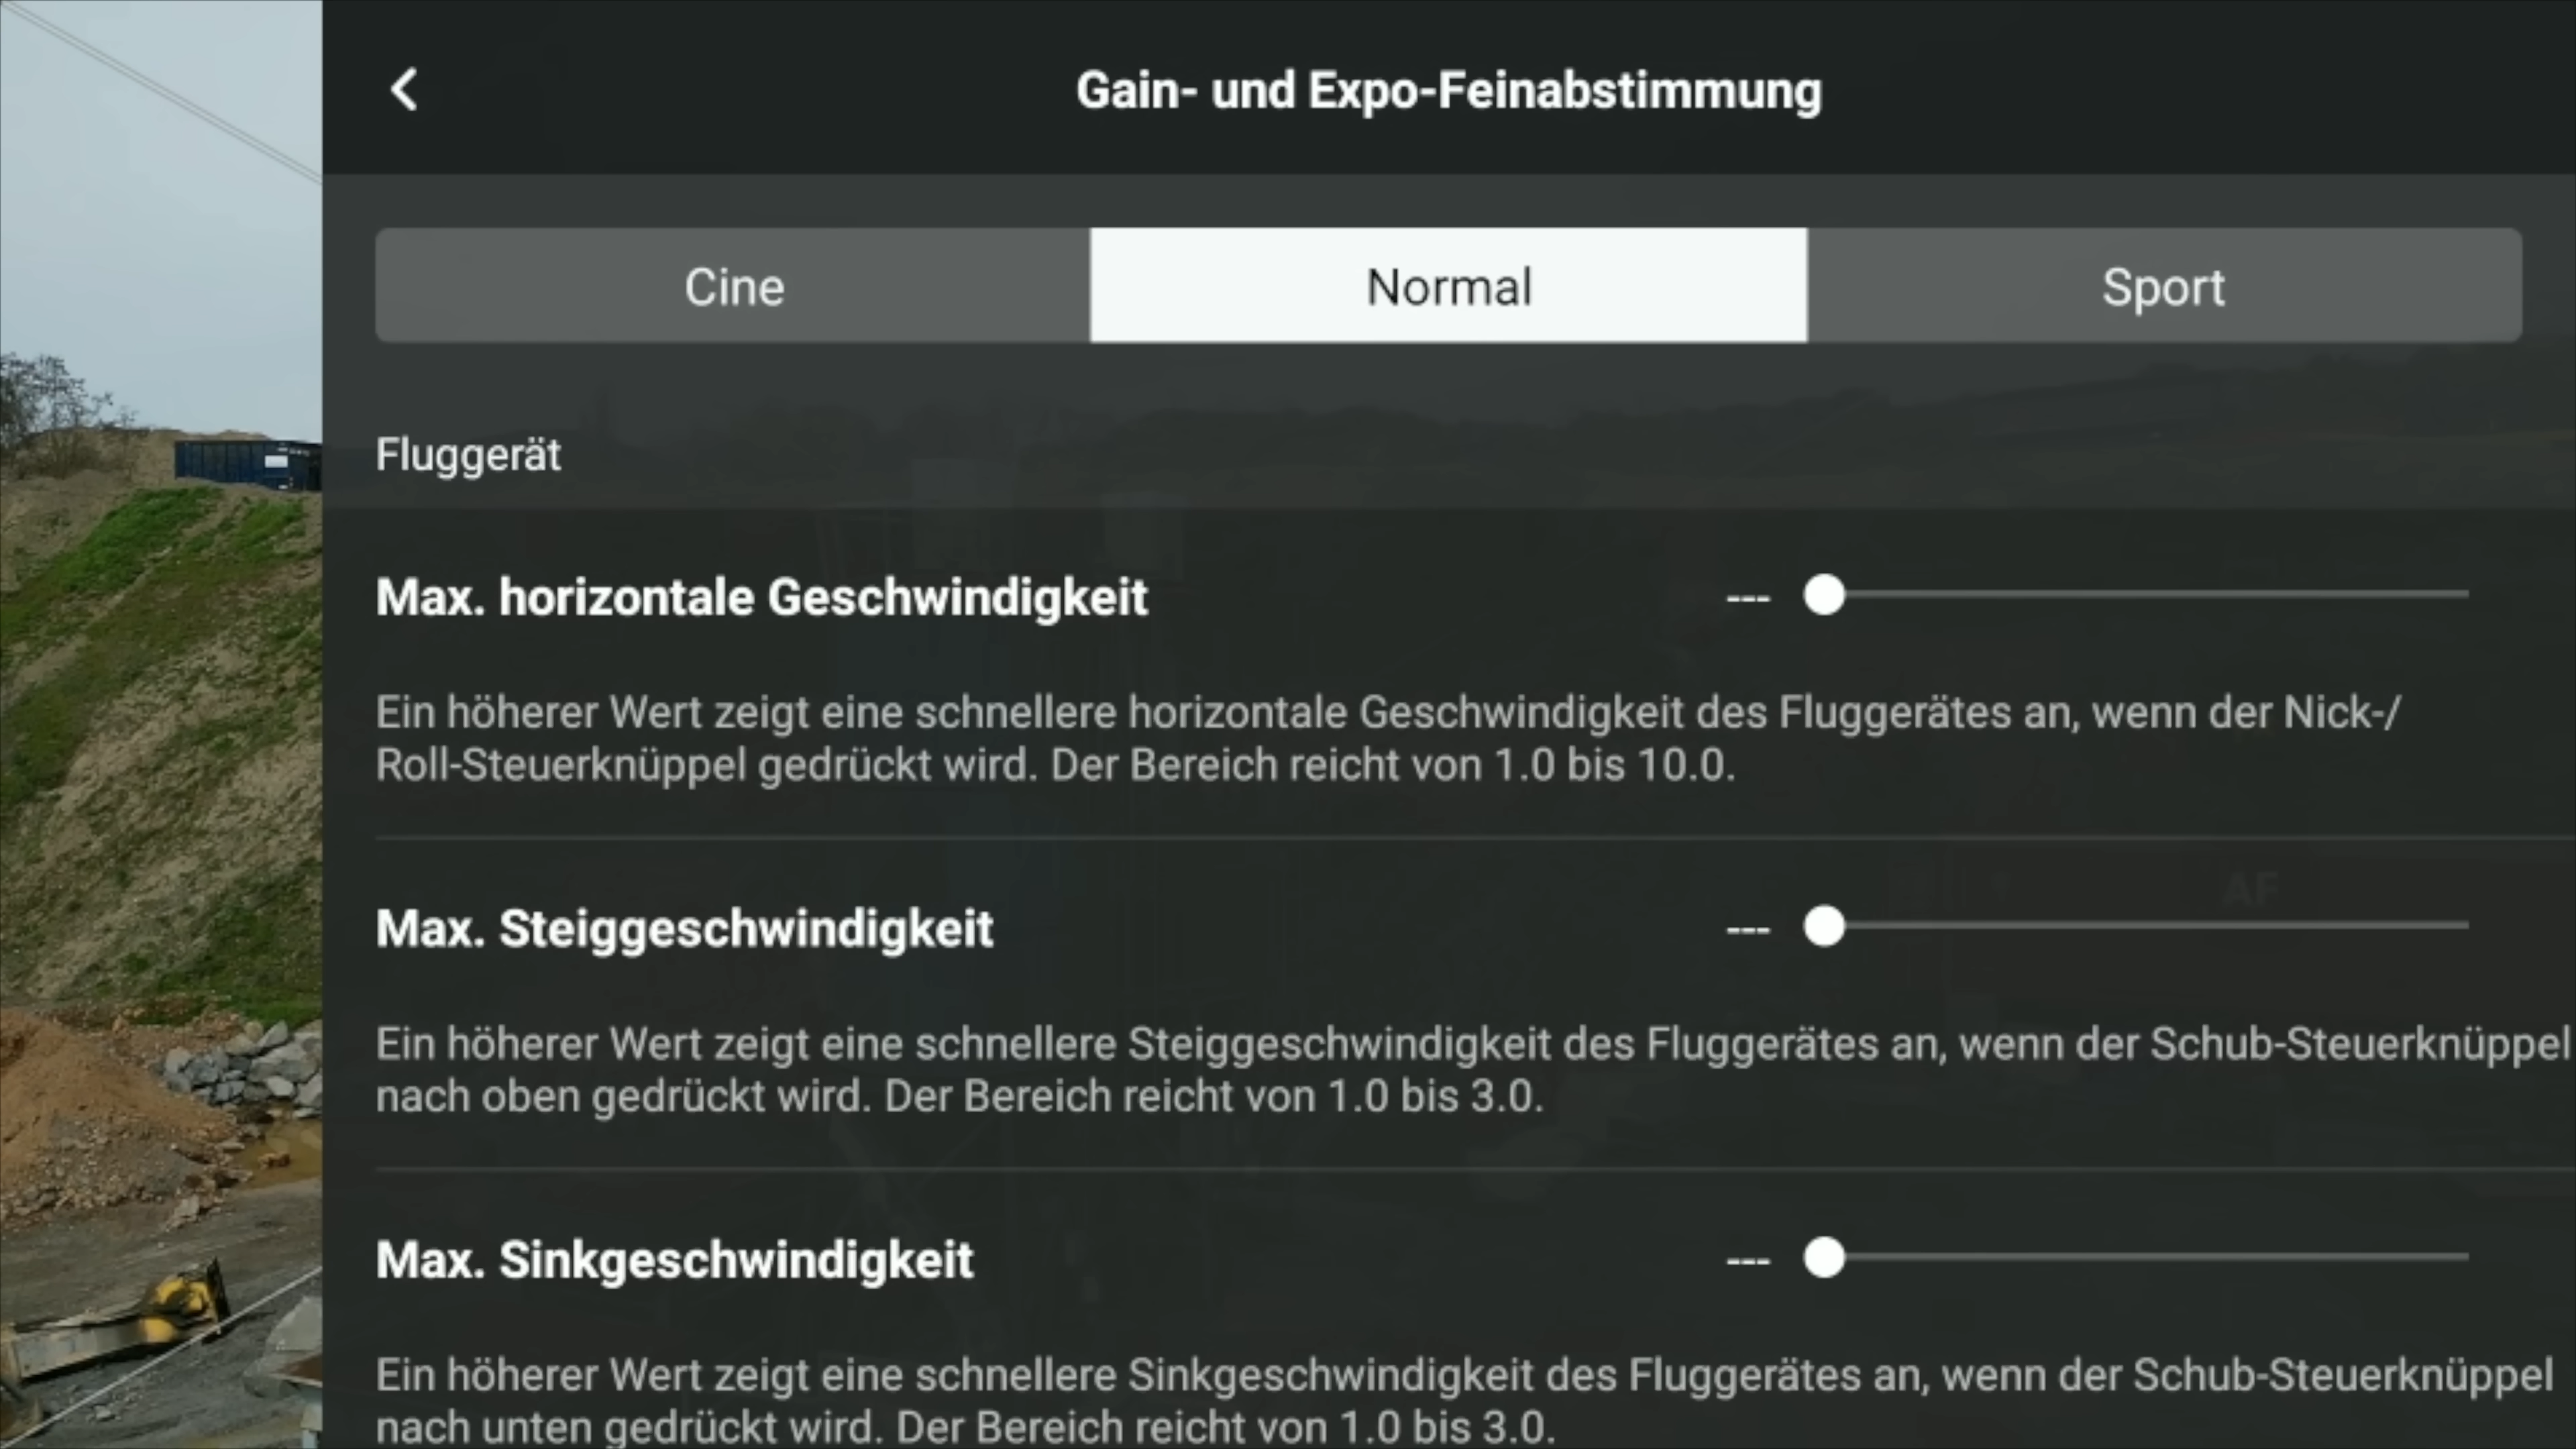 Gain- und Expo-Feinabstimmung
Cine
Normal
Sport
Fluggerät
Max. horizontale Geschwindigkeit
---
Ein höherer Wert zeigt eine schnellere horizontale Geschwindigkeit des Fluggerätes an, wenn der Nick-/
Roll-Steuerknüppel gedrückt wird. Der Bereich reicht von 1.0 bis 10.0.
AF
Max. Steiggeschwindigkeit
---
Ein höherer Wert zeigt eine schnellere Steiggeschwindigkeit des Fluggerätes an, wenn der Schub-Steuerknüppel
nach oben gedrückt wird. Der Bereich reicht von 1.0 bis 3.0.
Max. Sinkgeschwindigkeit
---
Ein höherer Wert zeigt eine schnellere Sinkgeschwindigkeit des Fluggerätes an, wenn der Schub-Steuerknüppel
nach unten gedrückt wird. Der Bereich reicht von 1.0 bis 3.0.